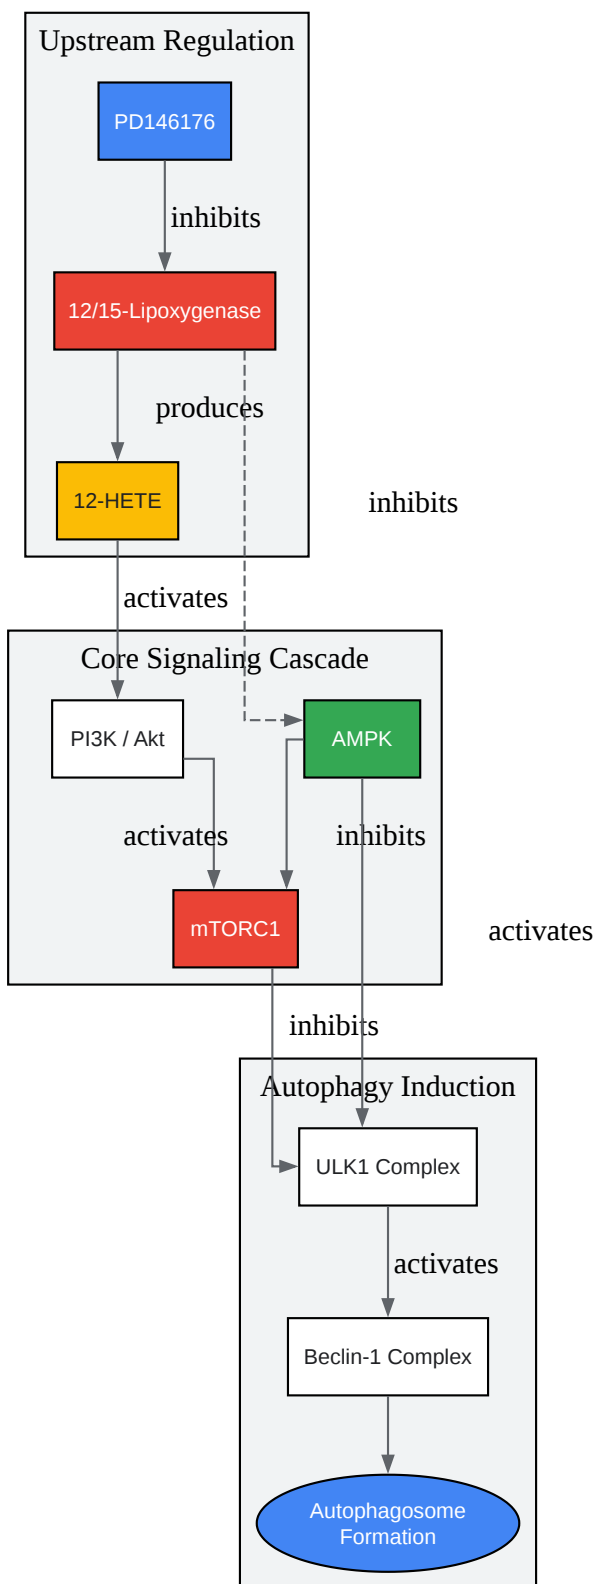 Upstream Regulation
PD146176
inhibits
12/15-Lipoxygenase
produces
12-HETE
inhibits
activates
Core Signaling Cascade
PI3K / Akt
AMPK
activates
inhibits
mTORC1
activates
inhibits
Autophagy Induction
ULK1 Complex
activates
Beclin-1 Complex
Autophagosome
Formation